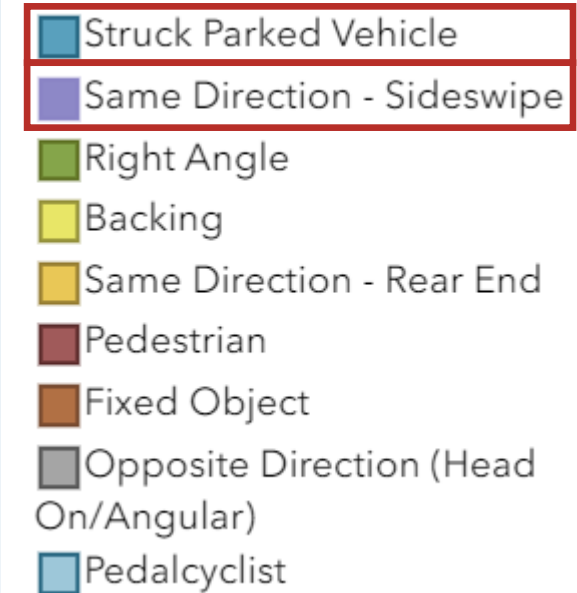 Struck Parked Vehicle
Same Direction - Sideswipe
Right Angle
Backing
Same Direction - Rear End
Pedestrian
Fixed Object
Opposite Direction (Head
On/Angular)
Pedalcyclist